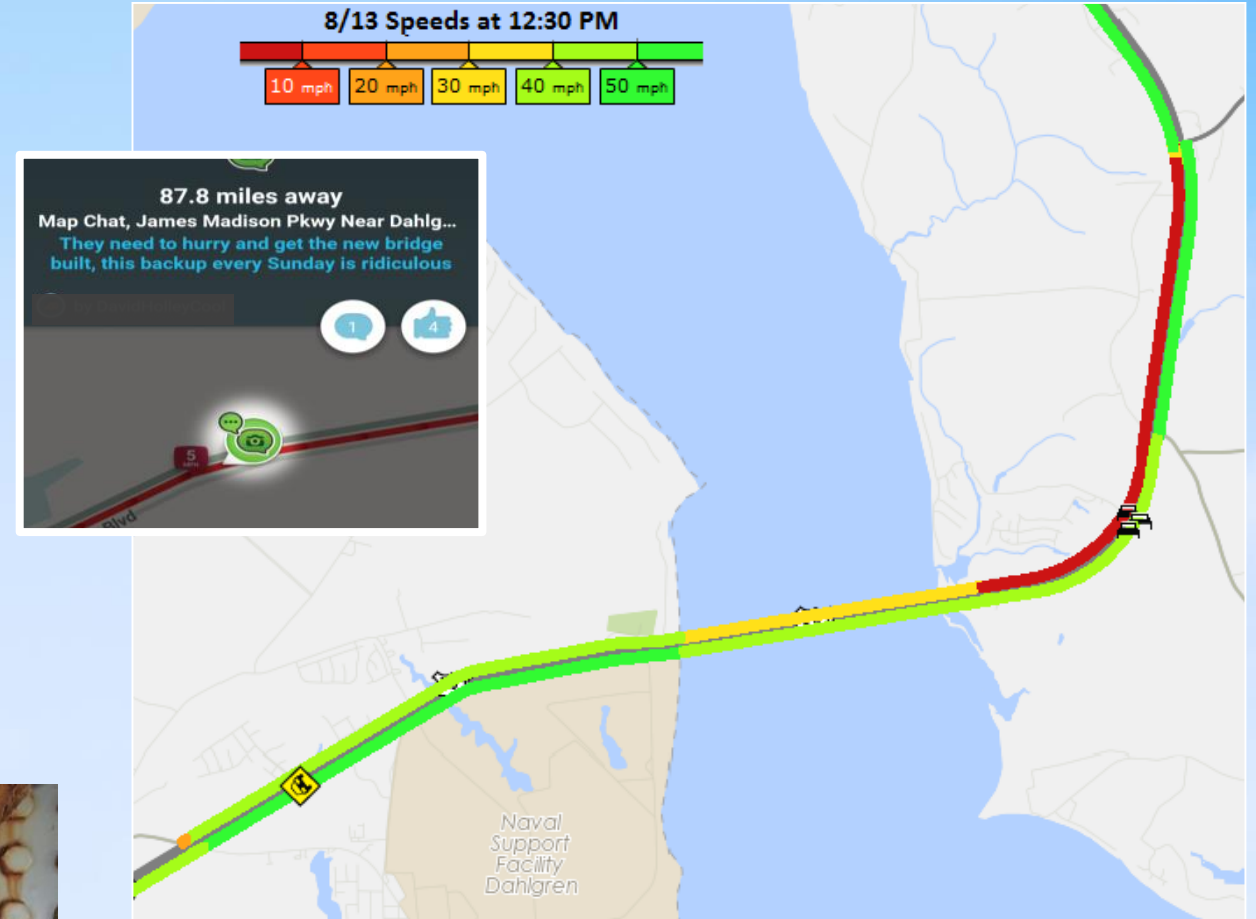 8/13 Speeds at 12:30 PM
10 mph 20 mph 30 mph 40 mph 50 mph
87.8 miles away
Map Chat, James Madison Pkwy Near Dahlg...
They need to hurry and get the new bridge
built, this backup every Sunday is ridiculous
1 4
5
MPH
Blvd
Naval
Support
Facility
Dahlgren